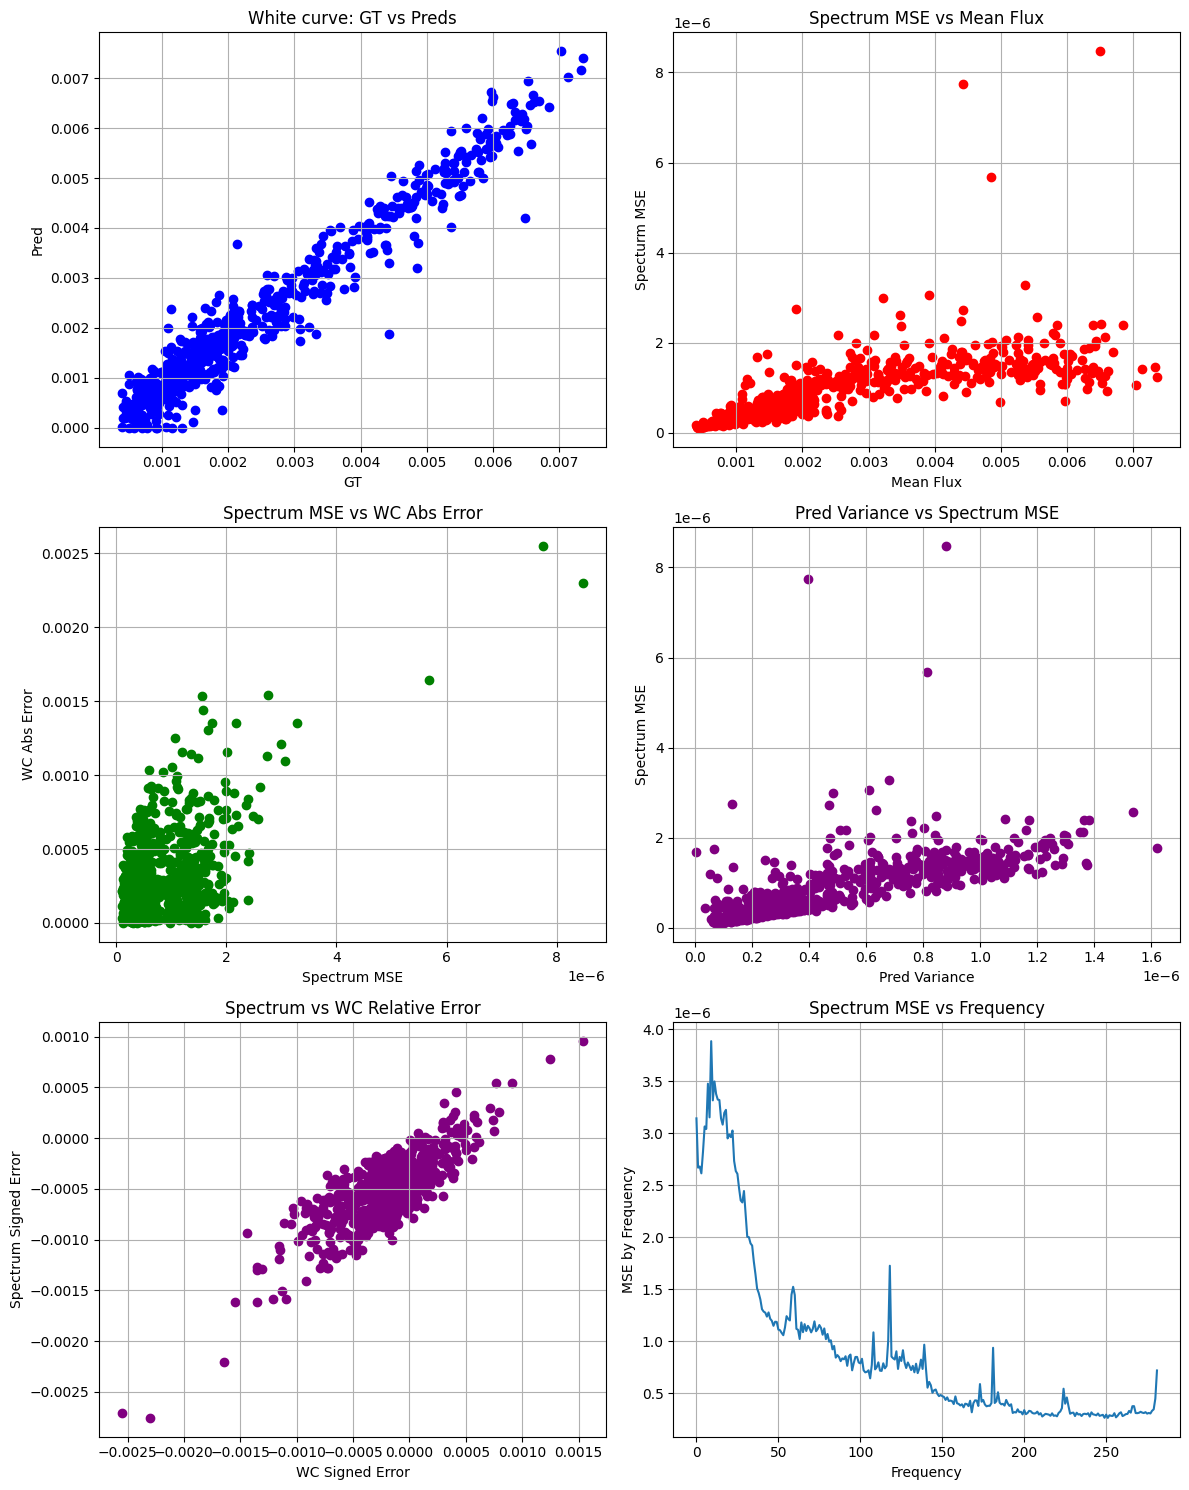 White curve: GT vs Preds
Pred
0.007
0.006
0.005
0.004
0.003
0.002
0.001
0.000
0.001 0.002 0.003 0.004 0.005 0.006 0.007
GT
Spectrum MSE vs Mean Flux
1e−6
Specturm MSE
8
6
4
2
0
0.001 0.002 0.003 0.004 0.005 0.006 0.007
Mean Flux
Spectrum MSE vs WC Abs Error
WC Abs Error
0.0025
0.0020
0.0015
0.0010
0.0005
0.0000
0 2 4 6 8
1e−6
Spectrum MSE
Pred Variance vs Spectrum MSE
1e−6
Spectrum MSE
8
6
4
2
0
0.0 0.2 0.4 0.6 0.8 1.0 1.2 1.4 1.6
1e−6
Pred Variance
Spectrum vs WC Relative Error
Spectrum Signed Error
0.0010
0.0005
0.0000
−0.0005
−0.0010
−0.0015
−0.0020
−0.0025
−0.0025 −0.0020 −0.0015 −0.0010 −0.0005 0.0000 0.0005 0.0010 0.0015
WC Signed Error
Spectrum MSE vs Frequency
1e−6
MSE by Frequency
4.0
3.5
3.0
2.5
2.0
1.5
1.0
0.5
0 50 100 150 200 250
Frequency